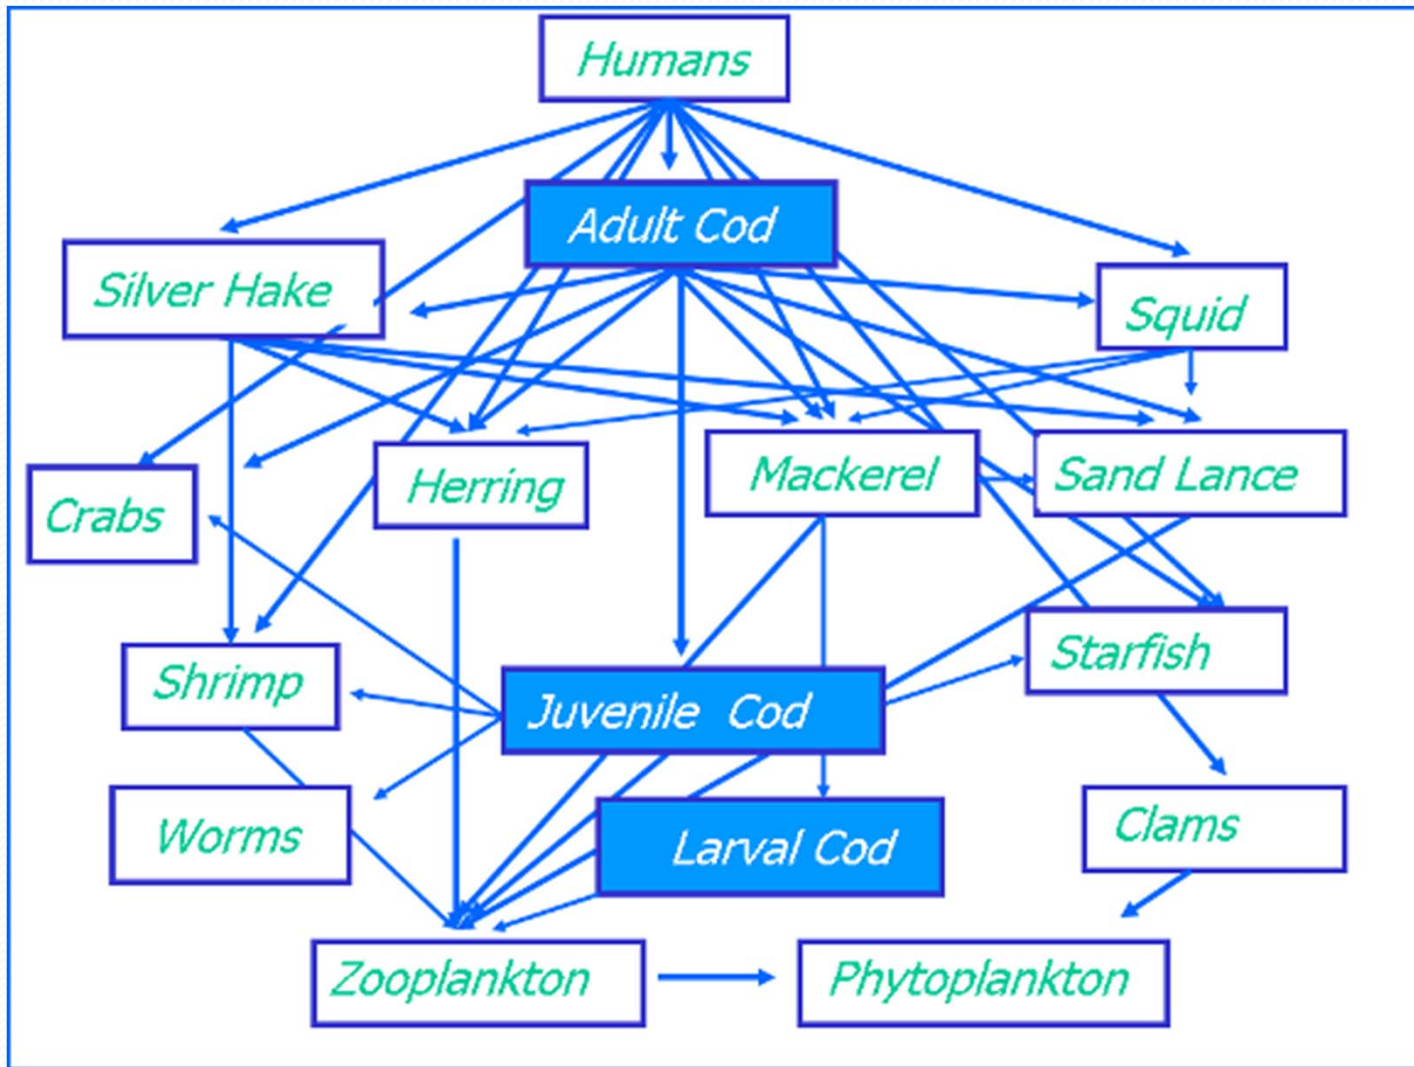 Humans
Adult Cod
Silver Hake
Squid
Herring
Mackerel
Sand Lance
Crabs
Shrimp
Juvenile Cod
Starfish
Worms
Larval Cod
Clams
Zooplankton
Phytoplankton